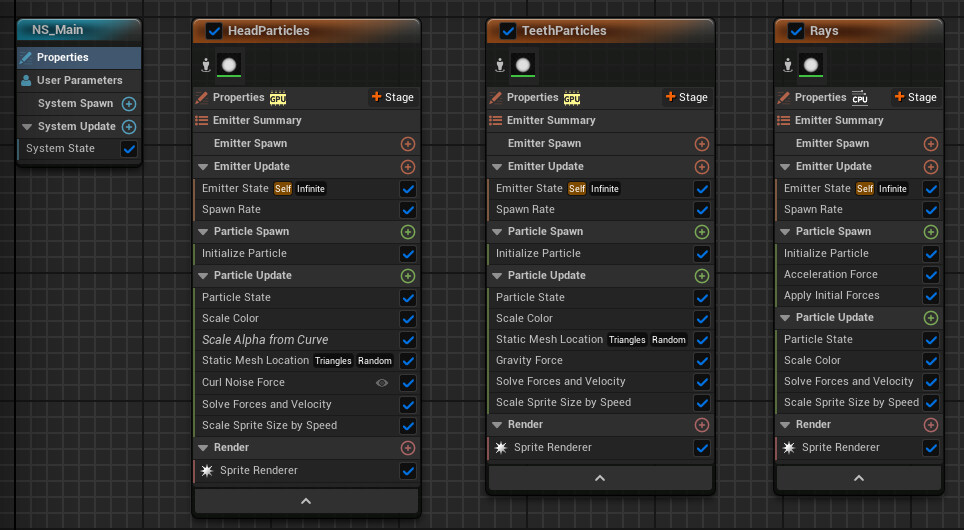 NS_Main
Properties
User Parameters
System Spawn
System Update
System State
HeadParticles
Properties GPU + Stage
Emitter Summary
Emitter Spawn
Emitter Update
Emitter State Self Infinite
Spawn Rate
Particle Spawn
Initialize Particle
Particle Update
Particle State
Scale Color
Scale Alpha from Curve
Static Mesh Location Triangles Random
Curl Noise Force
Solve Forces and Velocity
Scale Sprite Size by Speed
Render
Sprite Renderer
TeethParticles
Properties GPU + Stage
Emitter Summary
Emitter Spawn
Emitter Update
Emitter State Self Infinite
Spawn Rate
Particle Spawn
Initialize Particle
Particle Update
Particle State
Scale Color
Static Mesh Location Triangles Random
Gravity Force
Solve Forces and Velocity
Scale Sprite Size by Speed
Render
Sprite Renderer
Rays
Properties CPU + Stage
Emitter Summary
Emitter Spawn
Emitter Update
Emitter State Self Infinite
Spawn Rate
Particle Spawn
Initialize Particle
Acceleration Force
Apply Initial Forces
Particle Update
Particle State
Scale Color
Solve Forces and Velocity
Scale Sprite Size by Speed
Render
Sprite Renderer